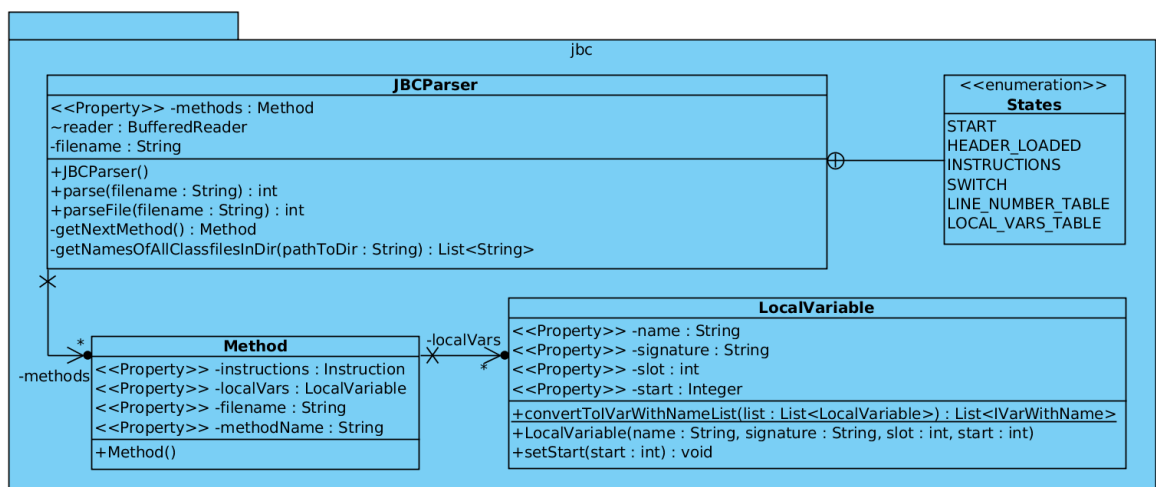 jbc
JBCParser
<<Property>> -methods : Method
~reader : BufferedReader
-filename : String
+JBCParser()
+parse(filename : String) : int
+parseFile(filename : String) : int
-getNextMethod() : Method
-getNamesOfAllClassfilesInDir(pathToDir : String) : List<String>
<<enumeration>>
States
START
HEADER_LOADED
INSTRUCTIONS
SWITCH
LINE_NUMBER_TABLE
LOCAL_VARS_TABLE
*
-methods
Method
<<Property>> -instructions : Instruction
<<Property>> -localVars : LocalVariable
<<Property>> -filename : String
<<Property>> -methodName : String
+Method()
-localVars
*
LocalVariable
<<Property>> -name : String
<<Property>> -signature : String
<<Property>> -slot : int
<<Property>> -start : Integer
+convertToIVarWithNameList(list : List<LocalVariable>) : List<IVarWithName>
+LocalVariable(name : String, signature : String, slot : int, start : int)
+setStart(start : int) : void